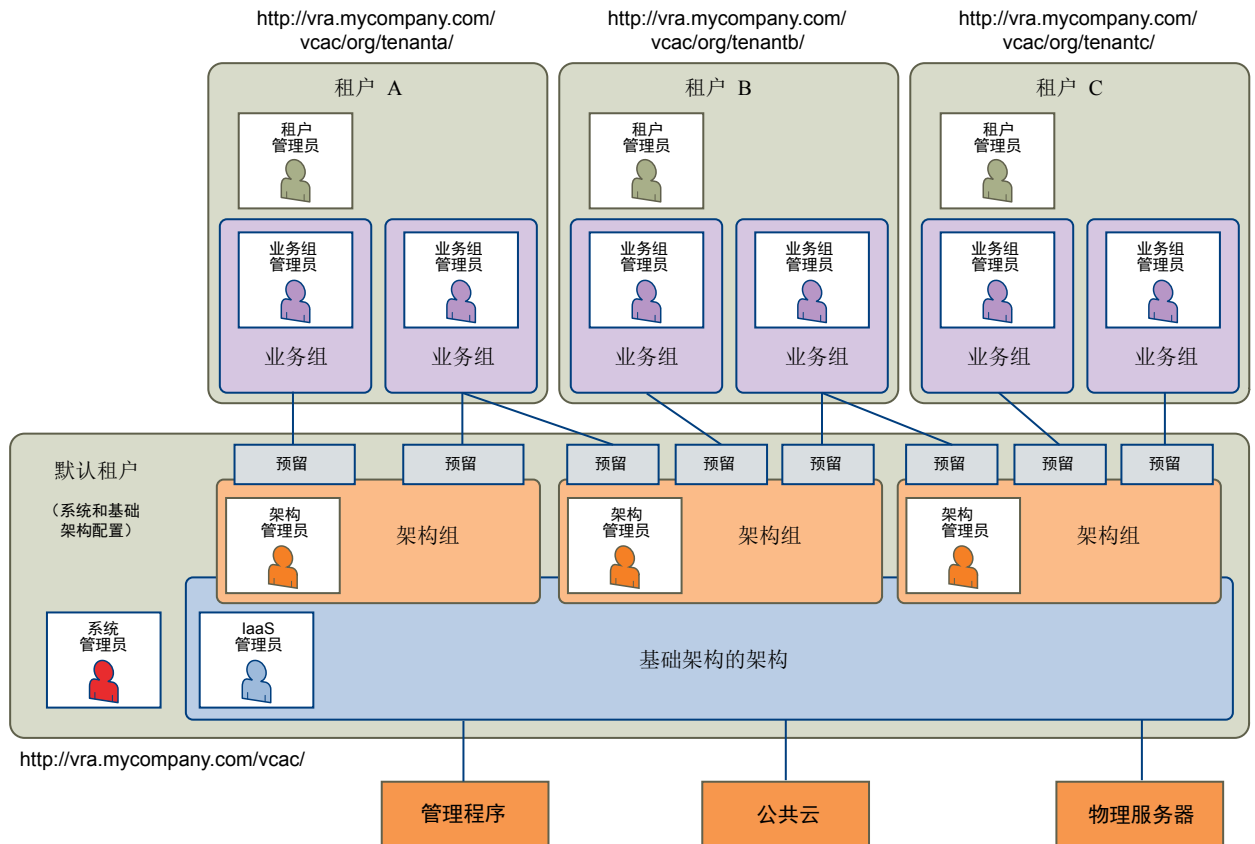 http://vra.mycompany.com/
vcac/org/tenanta/
http://vra.mycompany.com/
vcac/org/tenantb/
http://vra.mycompany.com/
vcac/org/tenantc/
租户 A
租户 B
租户 C
租户
管理员
租户
管理员
租户
管理员
业务组
管理员
业务组
管理员
业务组
管理员
业务组
管理员
业务组
管理员
业务组
管理员
业务组
业务组
业务组
业务组
业务组
业务组
默认租户
（系统和基础
架构配置）
预留
预留
预留
预留
预留
预留
预留
预留
架构
管理员
架构组
架构
管理员
架构组
架构
管理员
架构组
系统
管理员
IaaS
管理员
基础架构的架构
http://vra.mycompany.com/vcac/
管理程序
公共云
物理服务器